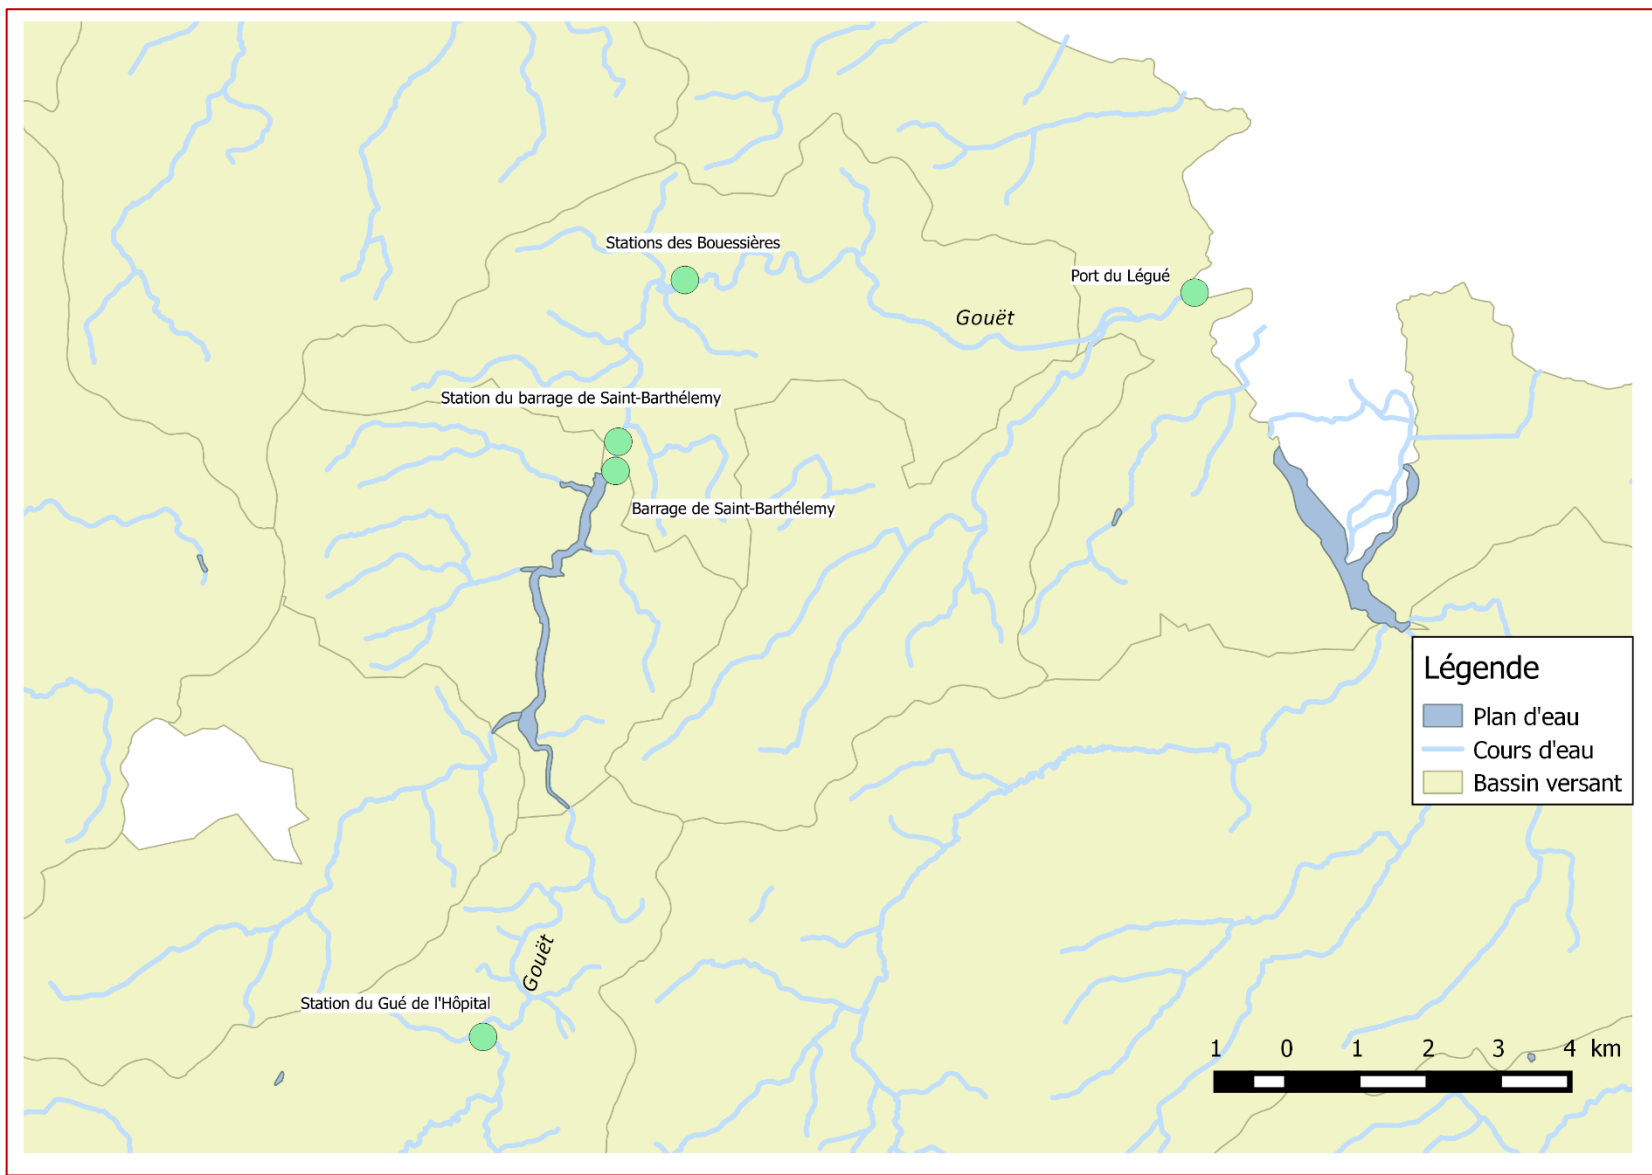 Stations des Bouessières
Port du Légué
Gouët
Station du barrage de Saint-Barthélemy
Barrage de Saint-Barthélemy
Légende
Plan d'eau
Cours d'eau
Bassin versant
Gouët
Station du Gué de l'Hôpital
1 0 1 2 3 4 km